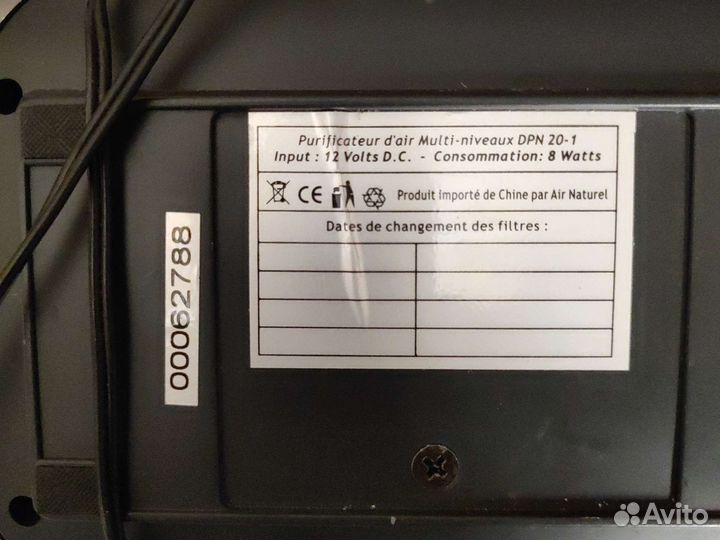 Purificateur d'air Multi-niveaux DPN 20-1
Input : 12 Volts D.C. - Consommation: 8 Watts
CE
Produit importé de Chine par Air Naturel
Dates de changement des filtres :
00062788
Avito